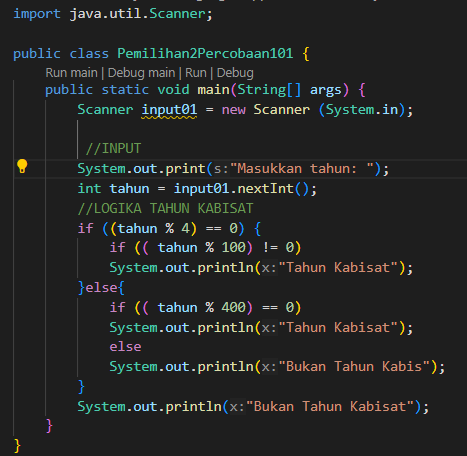 import java.util.Scanner;
public class Pemilihan2Percobaan101 {
Run main | Debug main | Run | Debug
public static void main(String[] args) {
Scanner input01 = new Scanner (System.in);
//INPUT
System.out.print(s:"Masukkan tahun: ");
int tahun = input01.nextInt();
//LOGIKA TAHUN KABISAT
if ((tahun % 4) == 0) {
if (( tahun % 100) != 0)
System.out.println(x:"Tahun Kabisat");
}else{
if (( tahun % 400) == 0)
System.out.println(x:"Tahun Kabisat");
else
System.out.println(x:"Bukan Tahun Kabis");
}
System.out.println(x:"Bukan Tahun Kabisat");
}
}